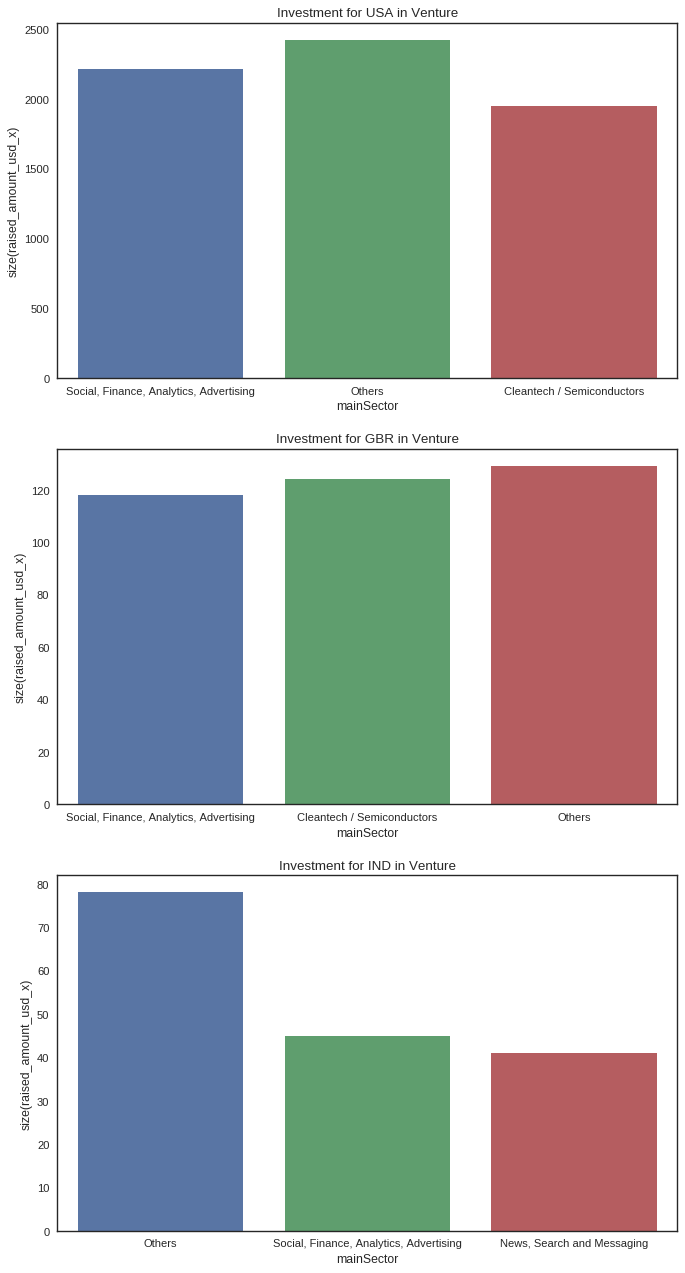 Investment for USA in Venture
2500
2000
1500
1000
500
0
size(raised_amount_usd_x)
Social, Finance, Analytics, Advertising
Others
Cleantech / Semiconductors
mainSector
Investment for GBR in Venture
120
100
80
60
40
20
0
size(raised_amount_usd_x)
Social, Finance, Analytics, Advertising
Cleantech / Semiconductors
Others
mainSector
Investment for IND in Venture
80
70
60
50
40
30
20
10
0
size(raised_amount_usd_x)
Others
Social, Finance, Analytics, Advertising
News, Search and Messaging
mainSector